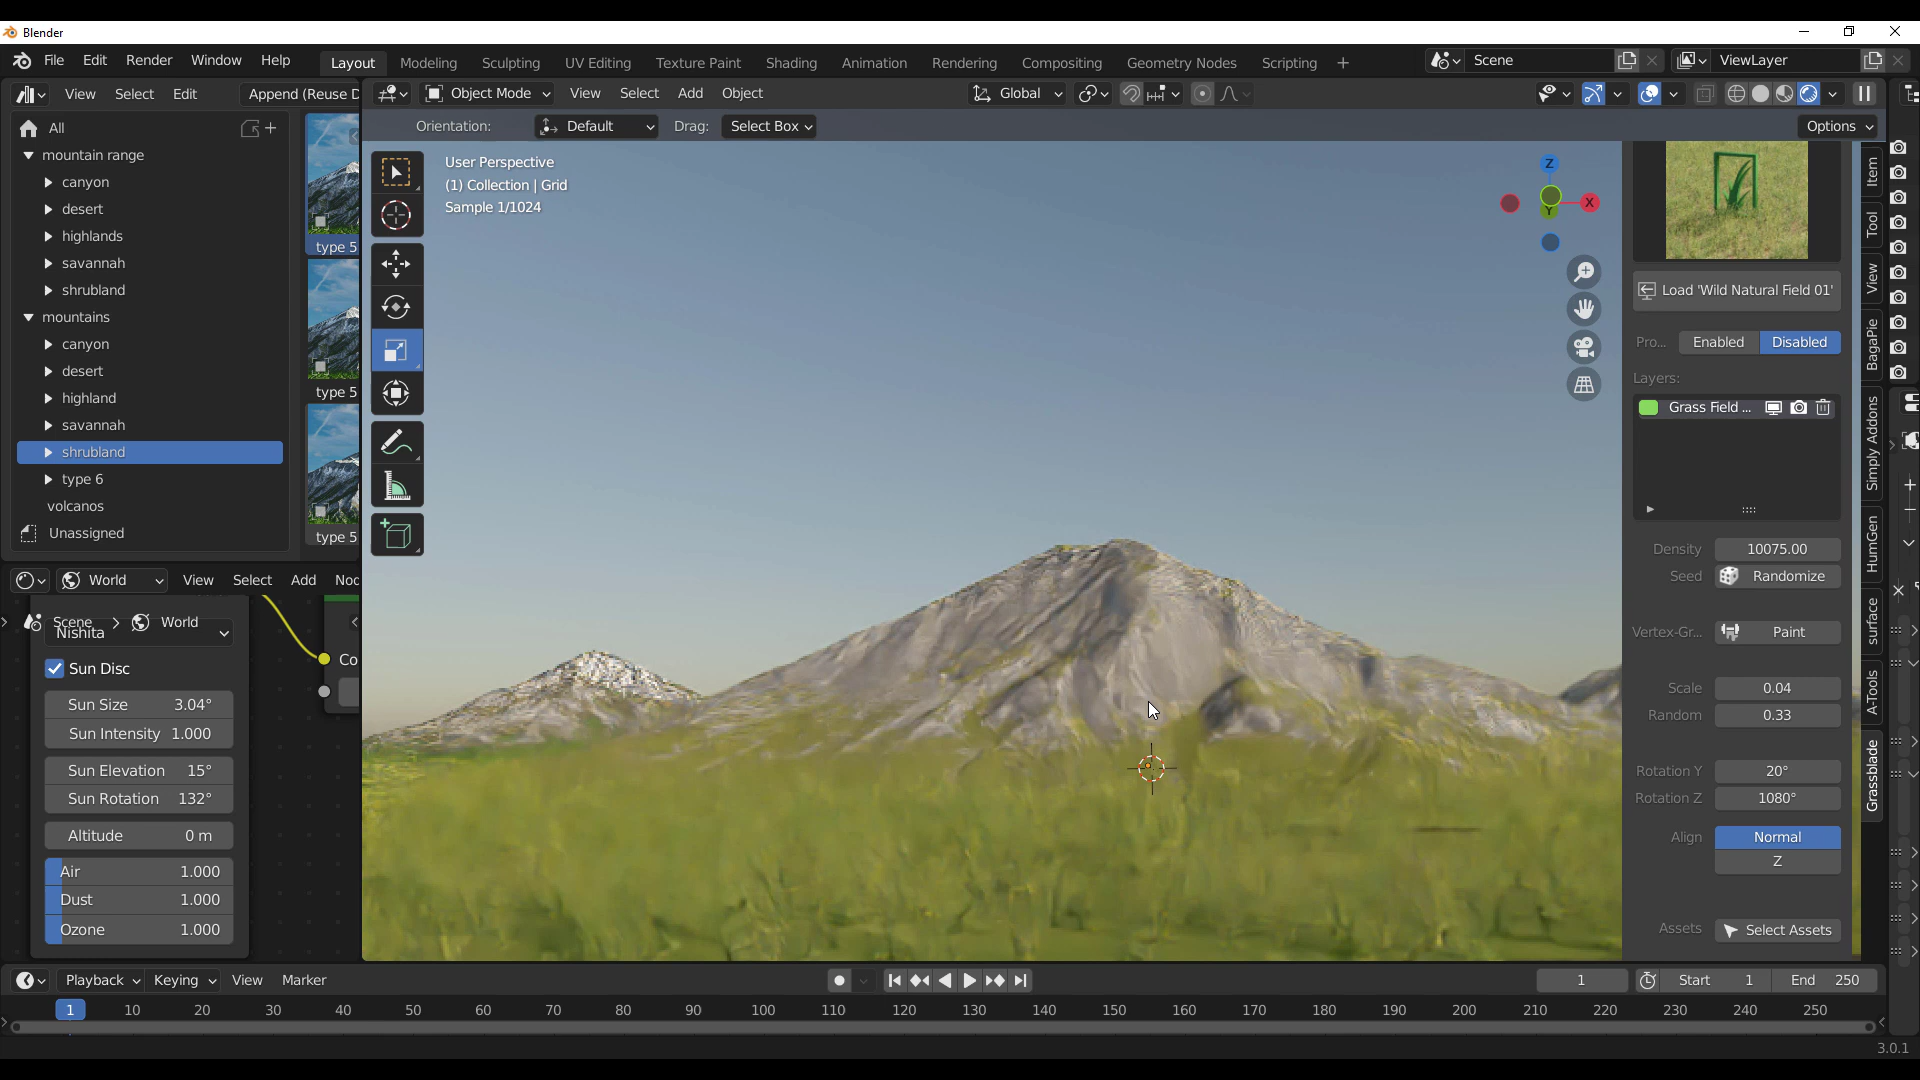 Blender
File Edit Render Window Help
Layout Modeling Sculpting UV Editing Texture Paint Shading Animation Rendering Compositing Geometry Nodes Scripting +
Scene
ViewLayer
View Select Edit Append (Reuse D
Object Mode View Select Add Object
Global
Orientation: Default Drag: Select Box
Options
All
mountain range
canyon
desert
highlands
savannah
shrubland
mountains
canyon
desert
highland
savannah
shrubland
type 6
volcanos
Unassigned
type 5
type 5
type 5
User Perspective
(1) Collection | Grid
Sample 1/1024
Z
X
Y
Load 'Wild Natural Field 01'
Pro... Enabled Disabled
Layers:
Grass Field ...
Density 10075.00
Seed Randomize
Vertex-Gr... Paint
Scale 0.04
Random 0.33
Rotation Y 20°
Rotation Z 1080°
Align Normal
Z
Assets Select Assets
Item
Tool
View
BagaPie
Simply Addons
HumGen
surface
A-Tools
Grassblade
World View Select Add Nod
Scene > World
Nishita
Co
Sun Disc
Sun Size 3.04°
Sun Intensity 1.000
Sun Elevation 15°
Sun Rotation 132°
Altitude 0 m
Air 1.000
Dust 1.000
Ozone 1.000
Playback Keying View Marker
1 Start 1 End 250
1 10 20 30 40 50 60 70 80 90 100 110 120 130 140 150 160 170 180 190 200 210 220 230 240 250
3.0.1